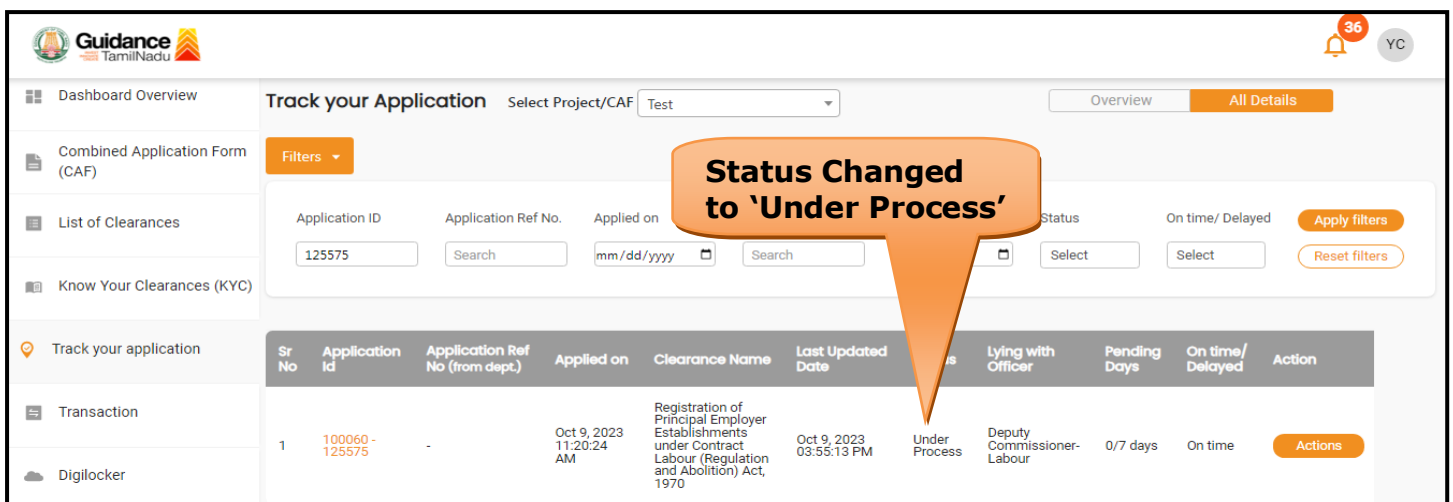 Guidance
TamilNadu
36
YC
Dashboard Overview
Track your Application
Select Project/CAF
Test
Overview
All Details
Combined Application Form
(CAF)
Filters
Status Changed
to ‘Under Process’
List of Clearances
Application ID
Application Ref No.
Applied on
Status
On time/ Delayed
Apply filters
125575
Search
mm/dd/yyyy
Search
Select
Select
Reset filters
Know Your Clearances (KYC)
Track your application
Sr
No
Application
Id
Application Ref
No (from dept.)
Applied on
Clearance Name
Last Updated
Date
Lying with
Officer
Pending
Days
On time/
Delayed
Action
Transaction
1
100060 -
125575
-
Oct 9, 2023
11:20:24
AM
Registration of
Principal Employer
Establishments
under Contract
Labour (Regulation
and Abolition) Act,
1970
Oct 9, 2023
03:55:13 PM
Under
Process
Deputy
Commissioner-
Labour
0/7 days
On time
Actions
Digilocker